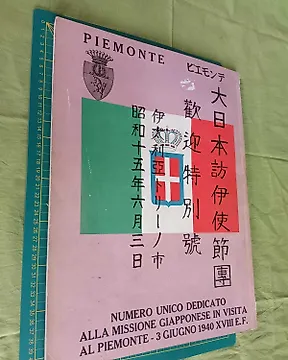 PIEMONTE
ピエモンテ
大日本訪伊使節團
歡迎特別號
伊太利亞トリーノ市
昭和十五年六月三日
NUMERO UNICO DEDICATO
ALLA MISSIONE GIAPPONESE IN VISITA
AL PIEMONTE - 3 GIUGNO 1940 XVIII E.F.